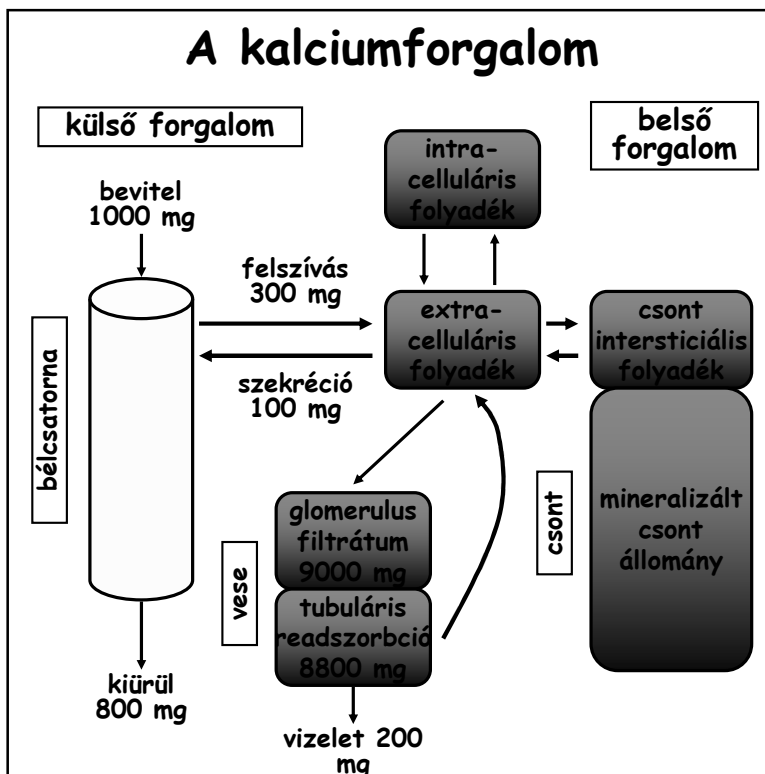 A kalciumforgalom
külső forgalom
belső
forgalom
intra-
celluláris
folyadék
bevitel
1000 mg
felszívás
300 mg
extra-
celluláris
folyadék
csont
intersticiális
folyadék
szekréció
100 mg
bélcsatorna
mineralizált
csont
állomány
csont
glomerulus
filtrátum
9000 mg
vese
tubuláris
readszorbció
8800 mg
kiürül
800 mg
vizelet 200
mg